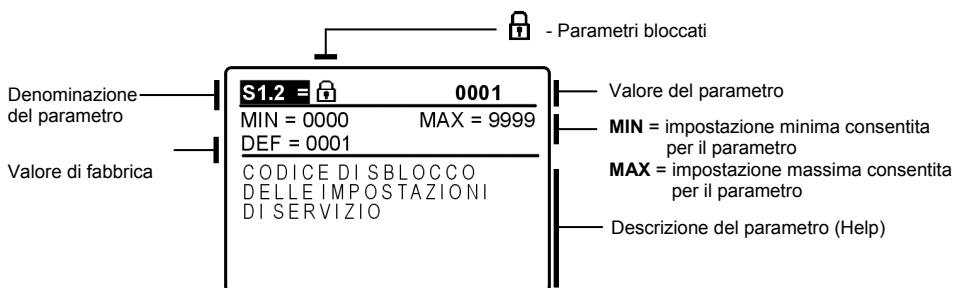 - Parametri bloccati
Denominazione
del parametro
Valore di fabbrica
S1.2 = 0001
MIN = 0000 MAX = 9999
DEF = 0001
CODICE DI SBLOCCO
DELLE IMPOSTAZIONI
DI SERVIZIO
Valore del parametro
MIN = impostazione minima consentita
per il parametro
MAX = impostazione massima consentita
per il parametro
Descrizione del parametro (Help)